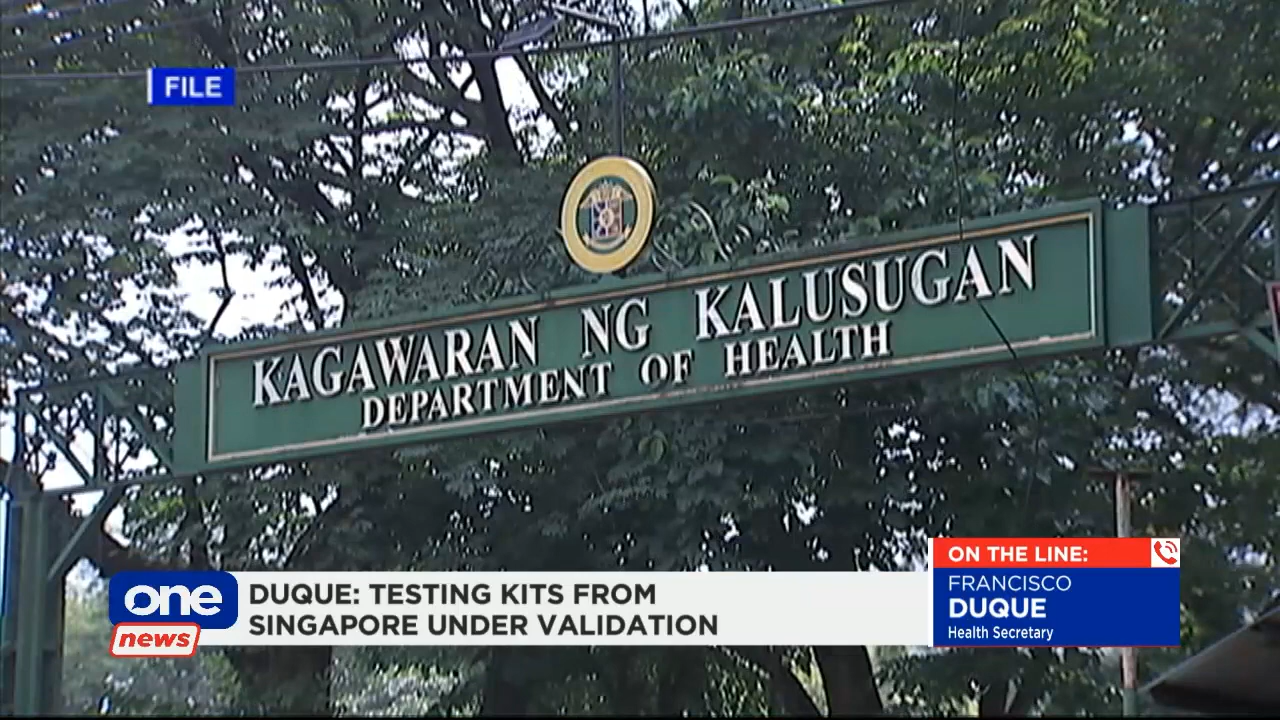 FILE
KAGAWARAN NG KALUSUGAN
DEPARTMENT OF HEALTH
ON THE LINE:
FRANCISCO
DUQUE
Health Secretary
one
news
DUQUE: TESTING KITS FROM
SINGAPORE UNDER VALIDATION